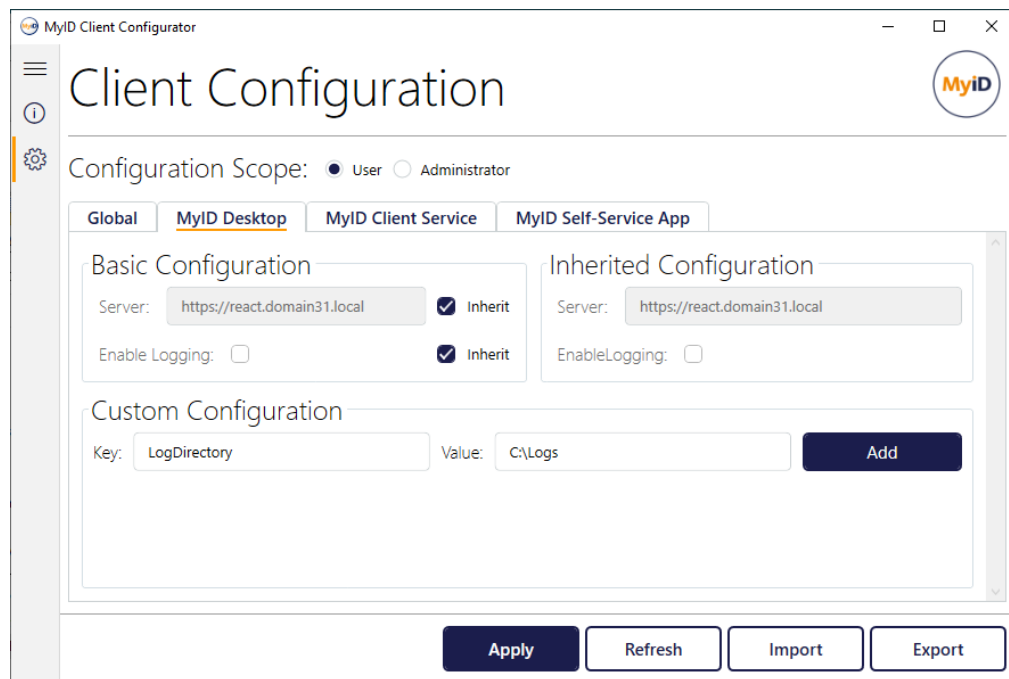 MyID Client Configurator
Client Configuration
MyiD
Configuration Scope: User Administrator
Global MyID Desktop MyID Client Service MyID Self-Service App
Basic Configuration
Server: https://react.domain31.local Inherit
Enable Logging: Inherit
Inherited Configuration
Server: https://react.domain31.local
EnableLogging:
Custom Configuration
Key: LogDirectory Value: C:\Logs Add
Apply Refresh Import Export